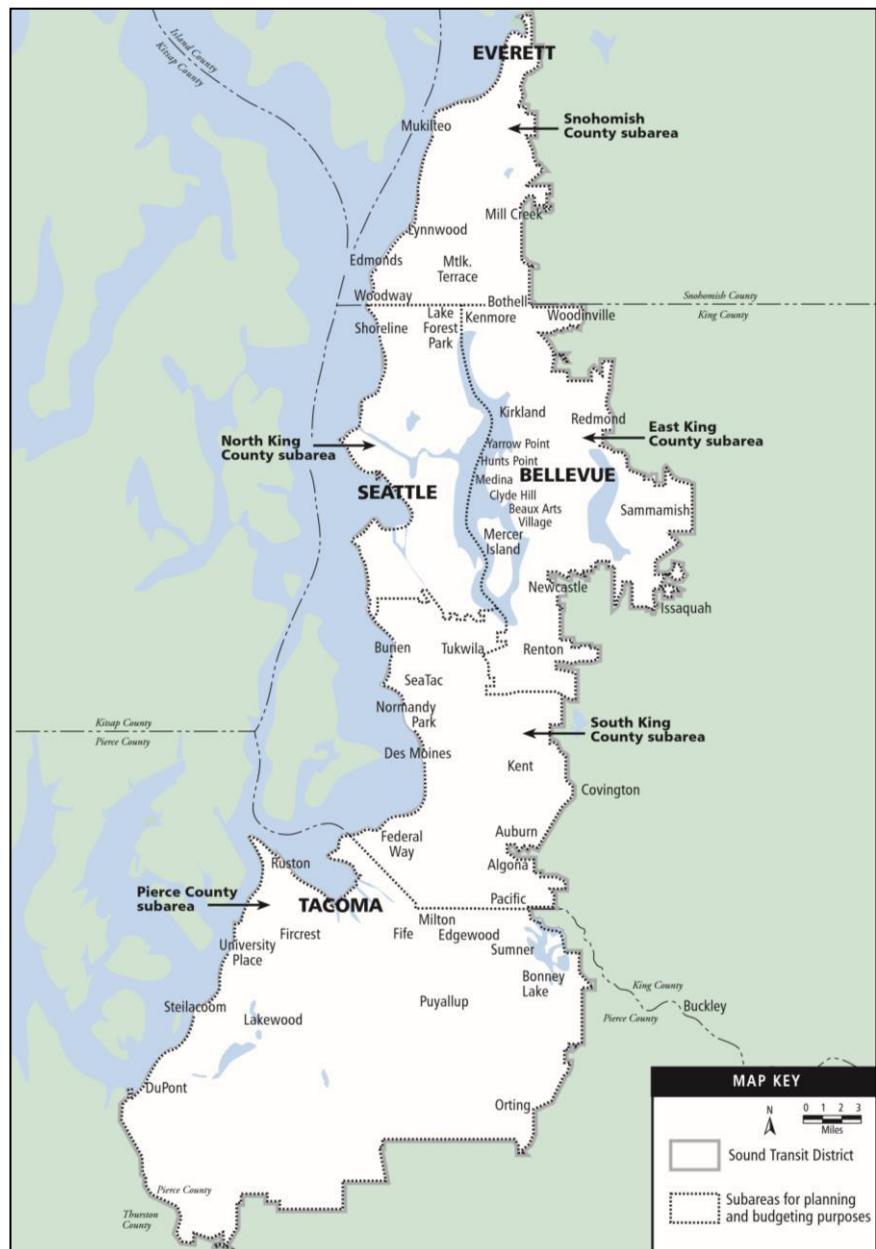 Island County
Kitsap County
EVERETT
Mukilteo
Snohomish
County subarea
Mill Creek
Lynnwood
Edmonds
Mtlk.
Terrace
Woodway
Bothell
Snohomish County
King County
Shoreline
Lake
Forest
Park
Kenmore
Woodinville
Kirkland
Redmond
North King
County subarea
East King
County subarea
Yarrow Point
Hunts Point
SEATTLE
Medina
BELLEVUE
Clyde Hill
Beaux Arts
Village
Sammamish
Mercer
Island
Newcastle
Issaquah
Burien
Tukwila
Renton
SeaTac
Normandy
Park
Kitsap County
Pierce County
South King
County subarea
Des Moines
Kent
Covington
Federal
Way
Auburn
Algona
Ruston
Pacific
Pierce County
subarea
TACOMA
Milton
Fircrest
Fife
Edgewood
University
Place
Sumner
Bonney
Lake
King County
Pierce County
Buckley
Steilacoom
Lakewood
Puyallup
DuPont
Orting
Pierce County
Thurston
County
MAP KEY
N
0 1 2 3
Miles
Sound Transit District
Subareas for planning
and budgeting purposes